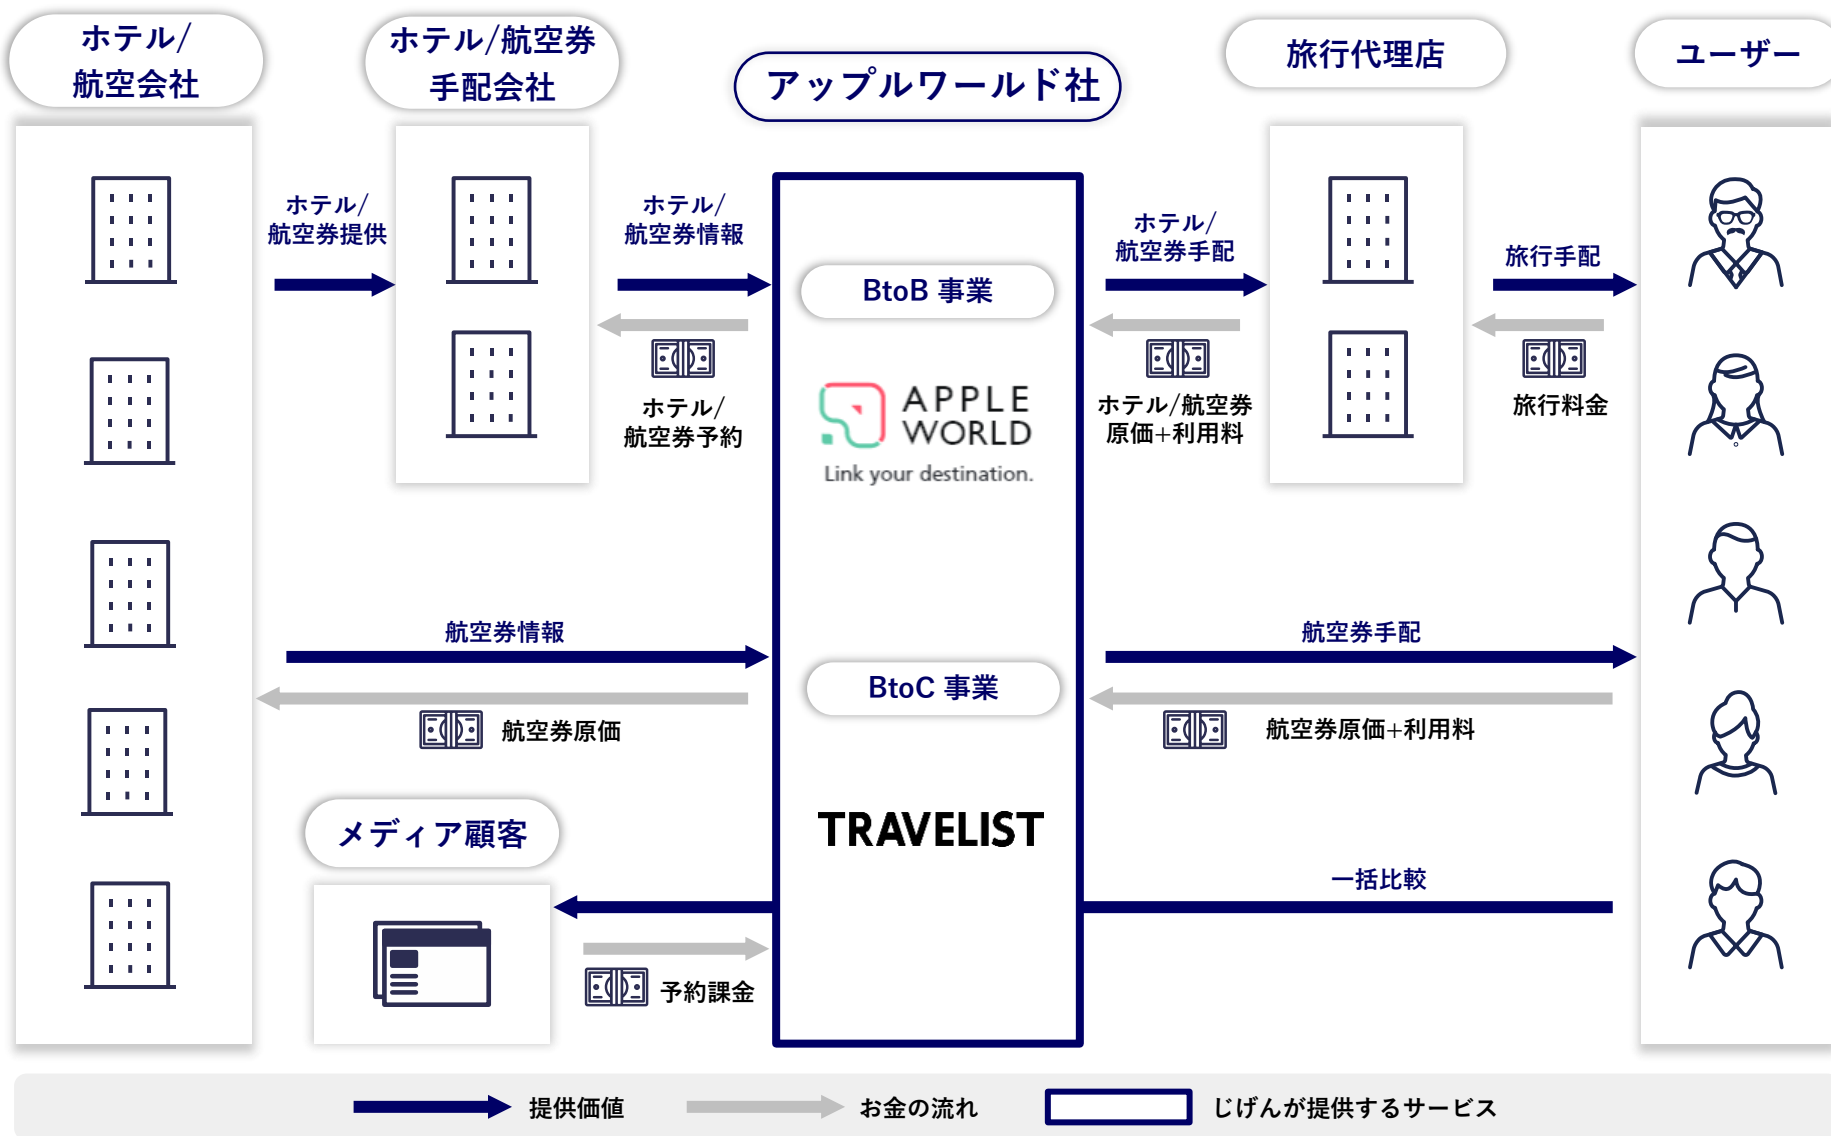 ホテル/
航空会社
ホテル/航空券
手配会社
アップルワールド社
旅行代理店
ユーザー
ホテル/
航空券提供
ホテル/
航空券情報
ホテル/
航空券手配
旅行手配
BtoB 事業
ホテル/
航空券予約
APPLE
WORLD
Link your destination.
ホテル/航空券
原価+利用料
旅行料金
航空券情報
航空券手配
BtoC 事業
航空券原価
航空券原価+利用料
メディア顧客
TRAVELIST
一括比較
予約課金
提供価値
お金の流れ
じげんが提供するサービス